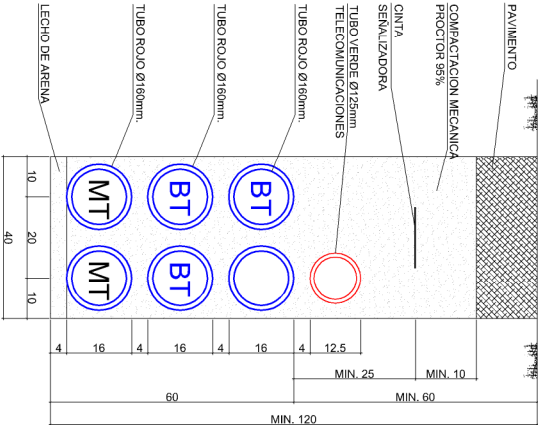 PAVIMENTO
COMPACTACION MECANICA
PROCTOR 95%
CINTA
SEÑALIZADORA
TUBO VERDE Ø125mm
TELECOMUNICACIONES
TUBO ROJO Ø160mm.
TUBO ROJO Ø160mm.
TUBO ROJO Ø160mm.
LECHO DE ARENA
MT
BT
BT
MT
BT
10
20
10
40
4
16
4
16
4
16
4
12.5
MIN. 25
MIN. 10
60
MIN. 60
MIN. 120